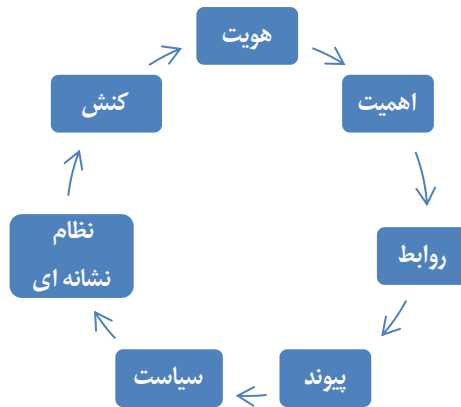 هویت
اهمیت
روابط
پیوند
سیاست
نظام
نشانه ای
کنش